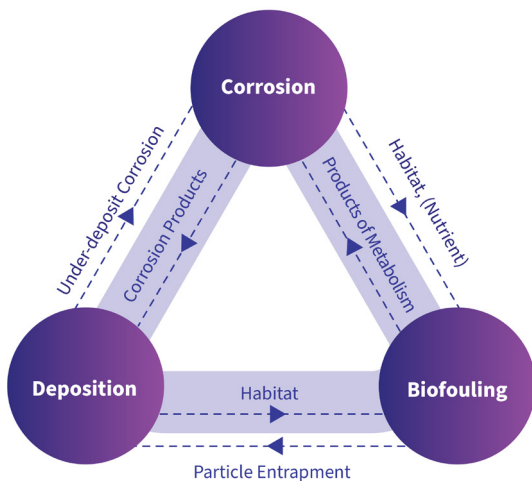 Corrosion
Under-deposit Corrosion
Corrosion Products
Products of Metabolism
Habitat, (Nutrient)
Deposition
Habitat
Biofouling
Particle Entrapment